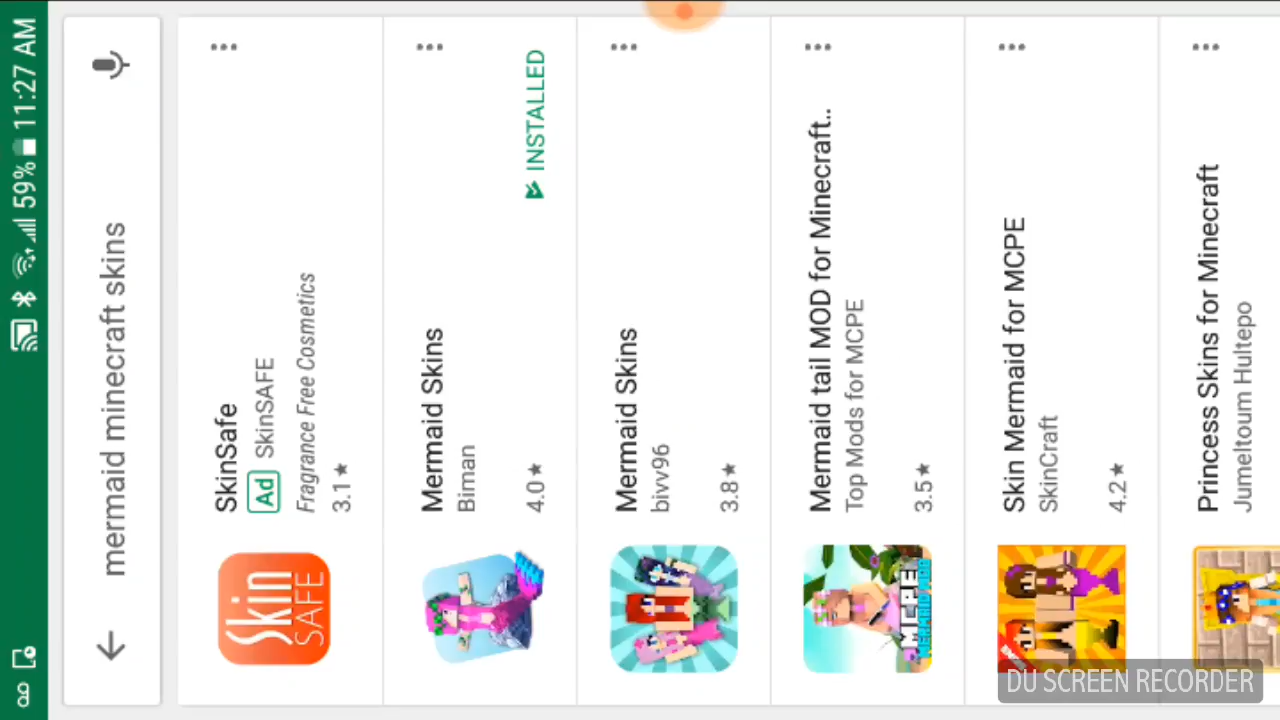 59% 11:27 AM
mermaid minecraft skins
Skin
SAFE
SkinSafe
Ad SkinSAFE
Fragrance Free Cosmetics
3.1★
Mermaid Skins
Biman
4.0★
INSTALLED
Mermaid Skins
bivv96
3.8★
MCPE
Mermaid tail MOD for Minecraft..
Top Mods for MCPE
3.5★
Skin Mermaid for MCPE
SkinCraft
4.2★
Princess Skins for Minecraft
Jumeltoum Hultepo
DU SCREEN RECORDER